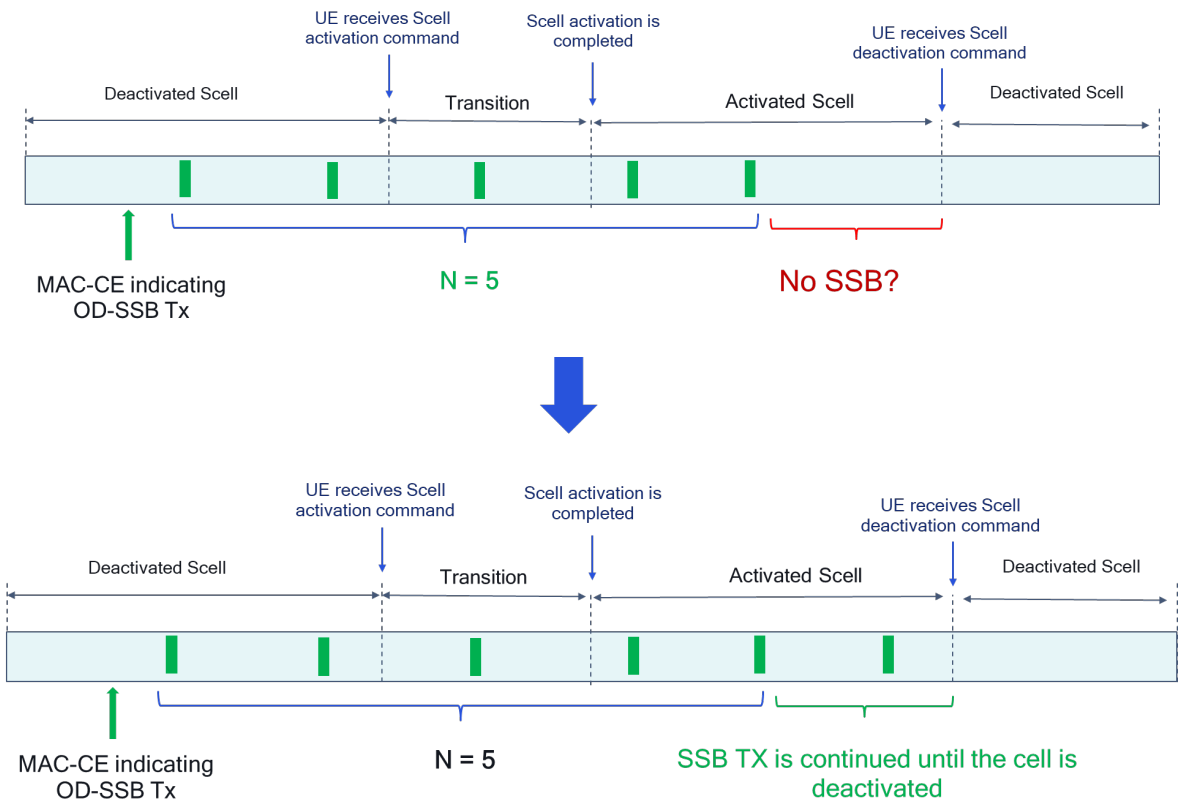 UE receives Scell
activation command
Scell activation is
completed
UE receives Scell
deactivation command
Deactivated Scell
Transition
Activated Scell
Deactivated Scell
MAC-CE indicating
OD-SSB Tx
N = 5
No SSB?
UE receives Scell
activation command
Scell activation is
completed
UE receives Scell
deactivation command
Deactivated Scell
Transition
Activated Scell
Deactivated Scell
MAC-CE indicating
OD-SSB Tx
N = 5
SSB TX is continued until the cell is
deactivated